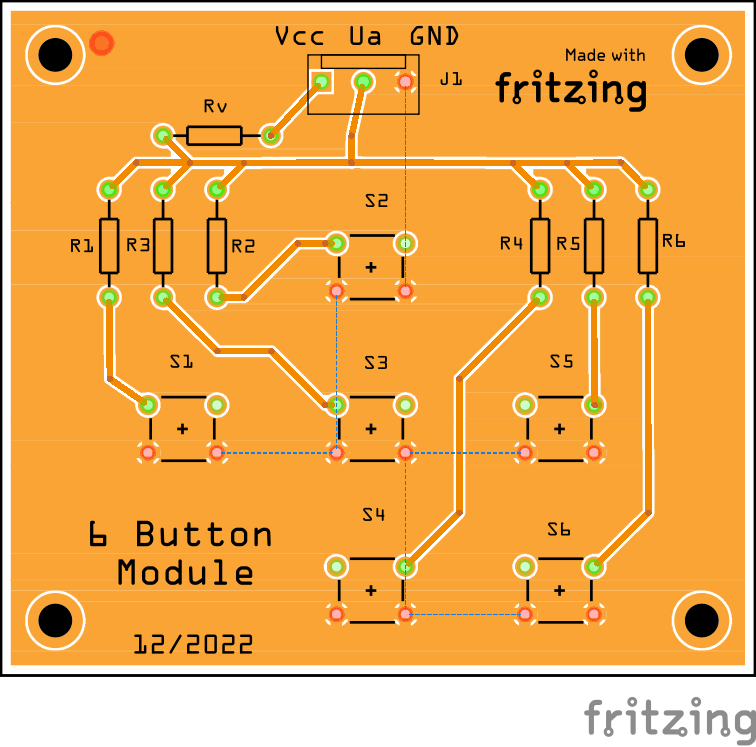 Vcc Ua GND
Made with
fritzing
J1
Rv
S2
R1 R3 R2 R4 R5 R6
S1 S3 S5
S4 S6
6 Button
Module
12/2022
fritzing